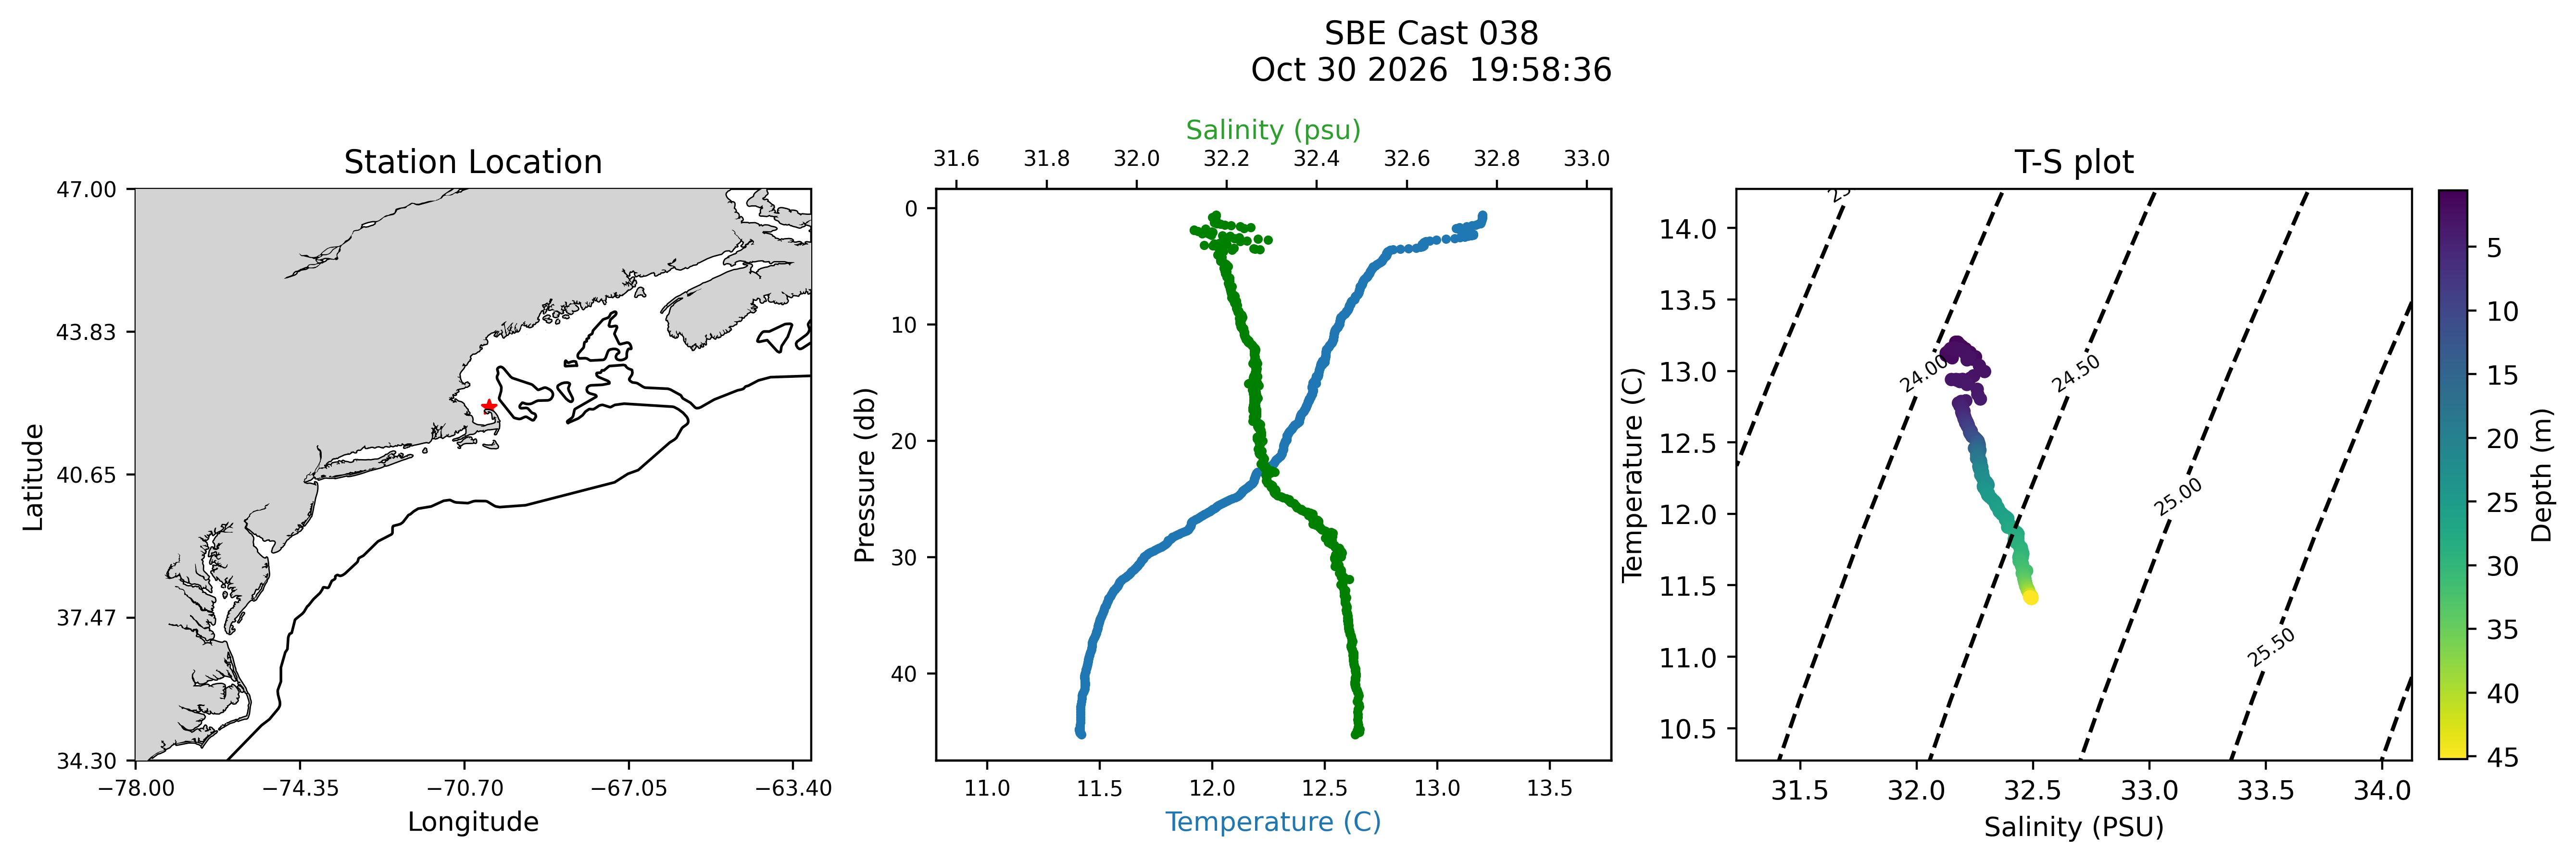 SBE Cast 038
Oct 30 2026  19:58:36
Station Location
47.00
43.83
40.65
37.47
34.30
Latitude
−78.00 −74.35 −70.70 −67.05 −63.40
Longitude
Salinity (psu)
31.6 31.8 32.0 32.2 32.4 32.6 32.8 33.0
0
10
20
30
40
Pressure (db)
11.0 11.5 12.0 12.5 13.0 13.5
Temperature (C)
T-S plot
14.0
13.5
13.0
12.5
12.0
11.5
11.0
10.5
Temperature (C)
24.00
24.50
25.00
25.50
31.5 32.0 32.5 33.0 33.5 34.0
Salinity (PSU)
5
10
15
20
25
30
35
40
45
Depth (m)